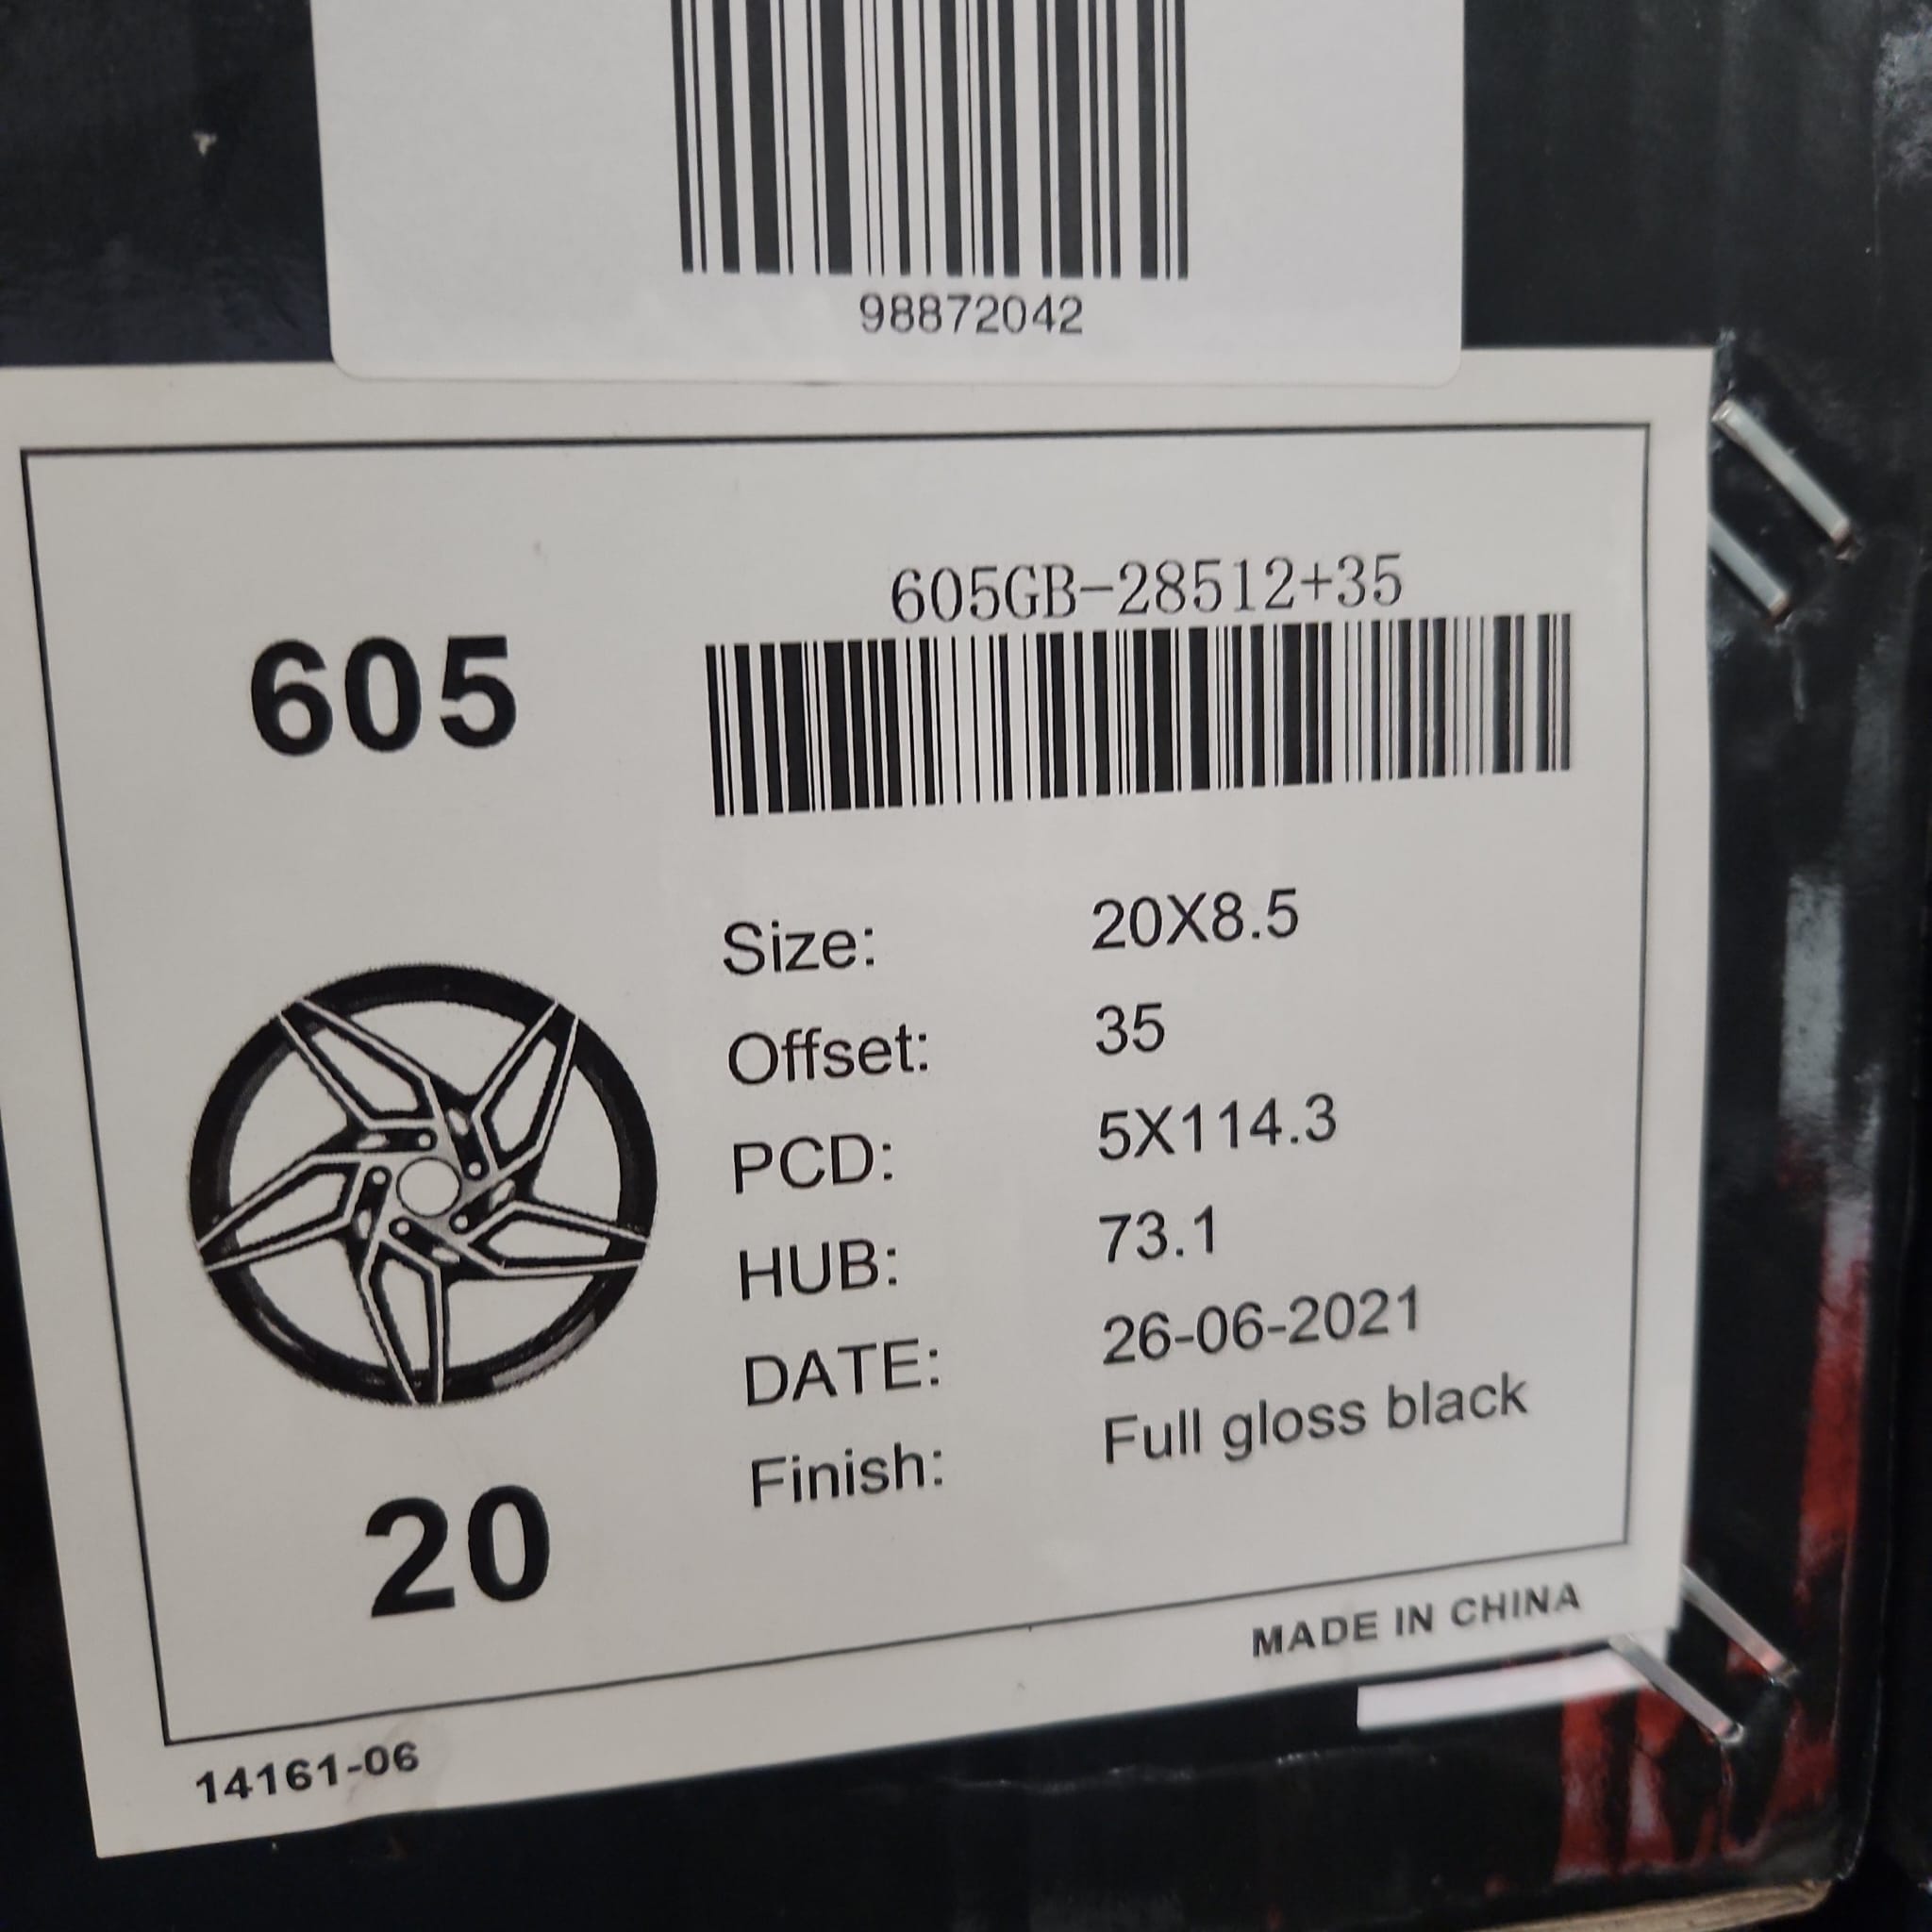 98872042
605
605GB-28512+35
Size: 20X8.5
Offset: 35
PCD: 5X114.3
HUB: 73.1
DATE: 26-06-2021
Finish: Full gloss black
20
MADE IN CHINA
14161-06